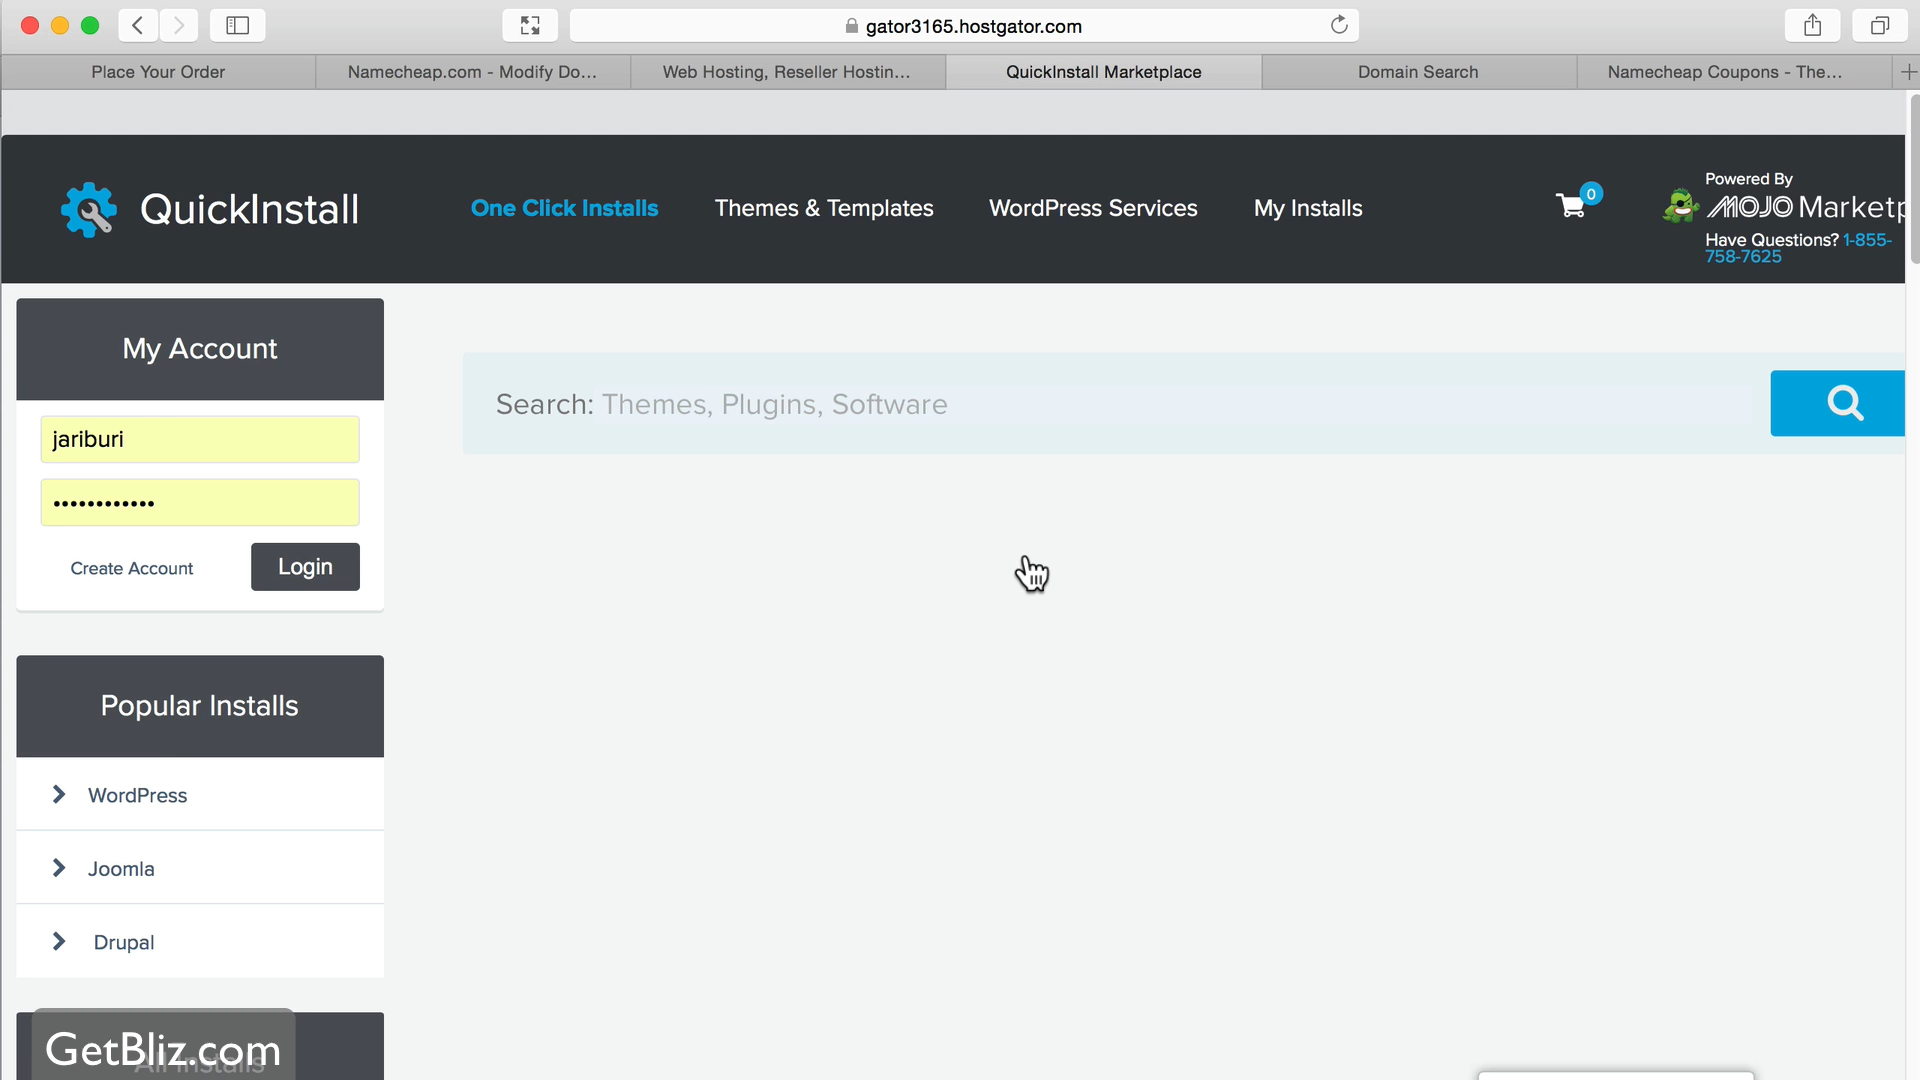 gator3165.hostgator.com
Place Your Order
Namecheap.com - Modify Do...
Web Hosting, Reseller Hostin...
QuickInstall Marketplace
Domain Search
Namecheap Coupons - The...
QuickInstall
One Click Installs
Themes & Templates
WordPress Services
My Installs
0
Powered By
MOJO Marketp
Have Questions? 1-855-
758-7625
My Account
Search: Themes, Plugins, Software
jariburi
••••••••••••
Create Account
Login
Popular Installs
WordPress
Joomla
Drupal
All Installs
GetBliz.com